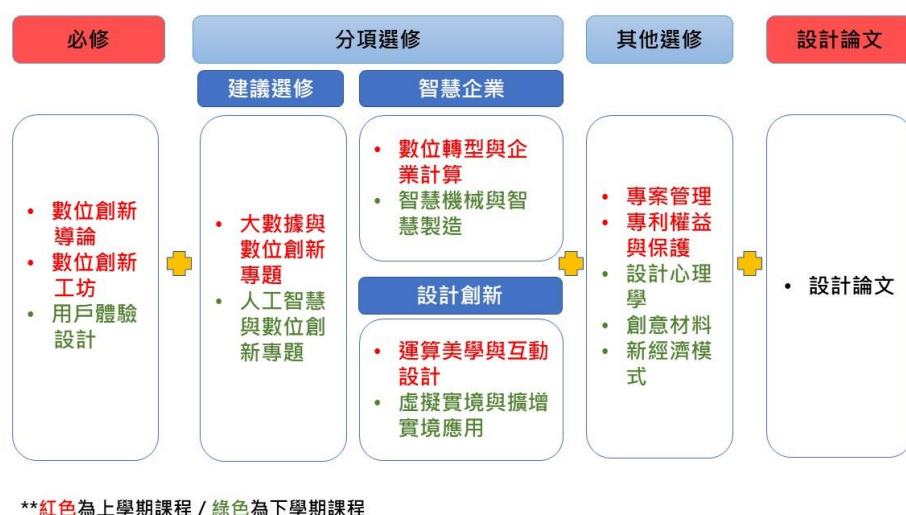 必修
分項選修
其他選修
設計論文
建議選修
智慧企業
• 數位創新
導論
• 數位創新
工坊
• 用戶體驗
設計
• 大數據與
數位創新
專題
• 人工智慧
與數位創
新專題
• 數位轉型與企
業計算
• 智慧機械與智
慧製造
設計創新
• 運算美學與互動
設計
• 虛擬實境與擴增
實境應用
• 專案管理
• 專利權益
與保護
• 設計心理
學
• 創意材料
• 新經濟模
式
• 設計論文
**紅色為上學期課程 / 綠色為下學期課程